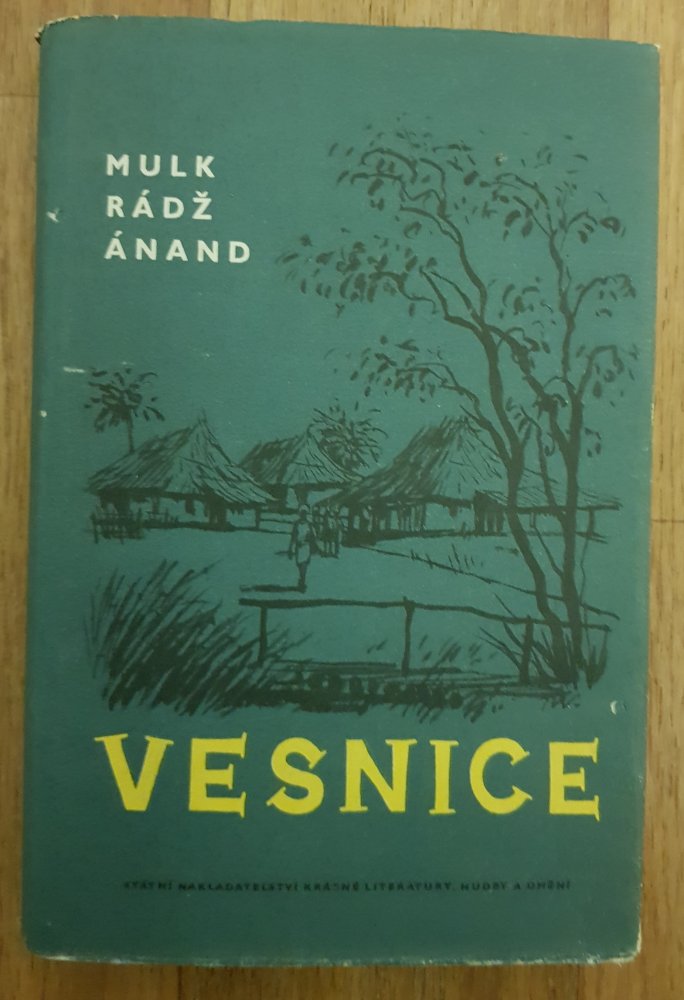 MULK
RÁDŽ
ÁNAND
VESNICE
STÁTNÍ NAKLADATELSTVÍ KRÁSNÉ LITERATURY, HUDBY A UMĚNÍ